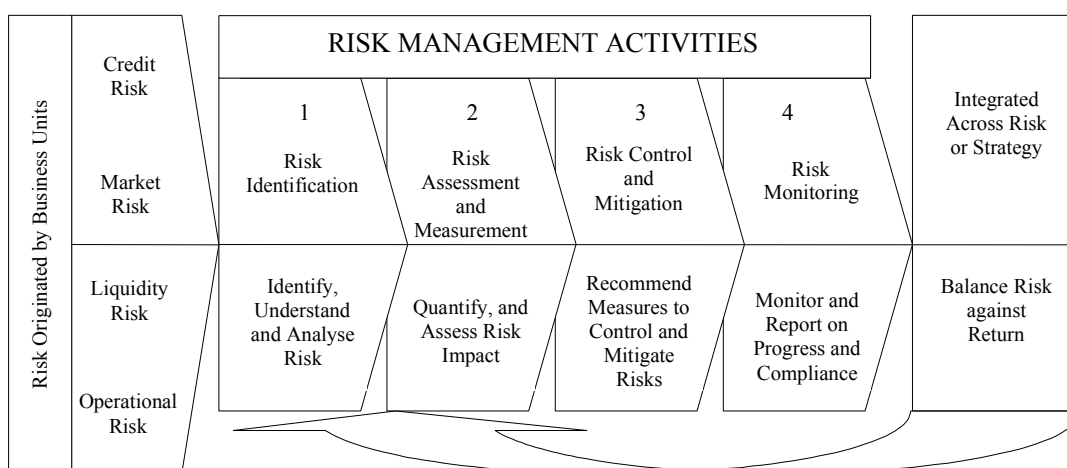 RISK MANAGEMENT ACTIVITIES
Risk Originated by Business Units
Credit
Risk
Market
Risk
Liquidity
Risk
Operational
Risk
1
Risk
Identification
2
Risk
Assessment
and
Measurement
3
Risk Control
and
Mitigation
4
Risk
Monitoring
Integrated
Across Risk
or Strategy
Identify,
Understand
and Analyse
Risk
Quantify, and
Assess Risk
Impact
Recommend
Measures to
Control and
Mitigate
Risks
Monitor and
Report on
Progress and
Compliance
Balance Risk
against
Return